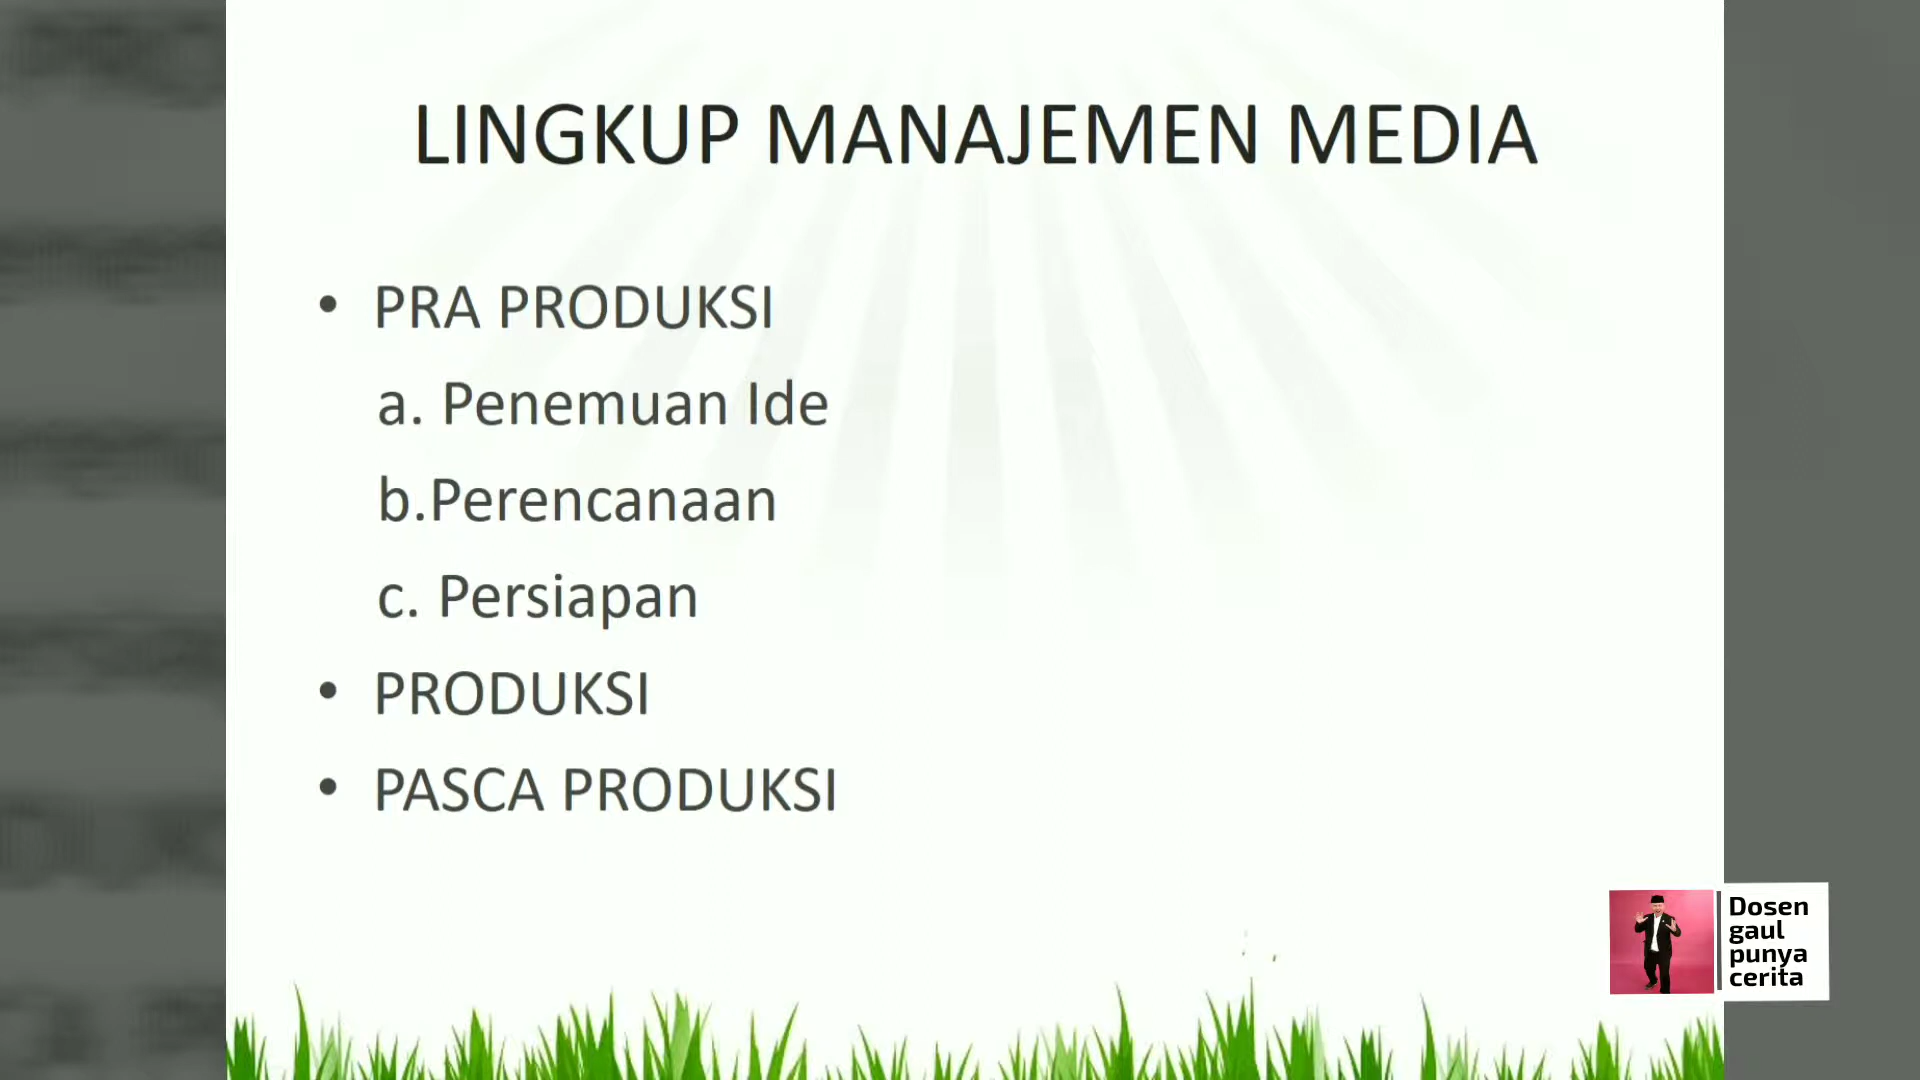 LINGKUP MANAJEMEN MEDIA
• PRA PRODUKSI
a. Penemuan Ide
b.Perencanaan
c. Persiapan
• PRODUKSI
• PASCA PRODUKSI
Dosen
gaul
punya
cerita